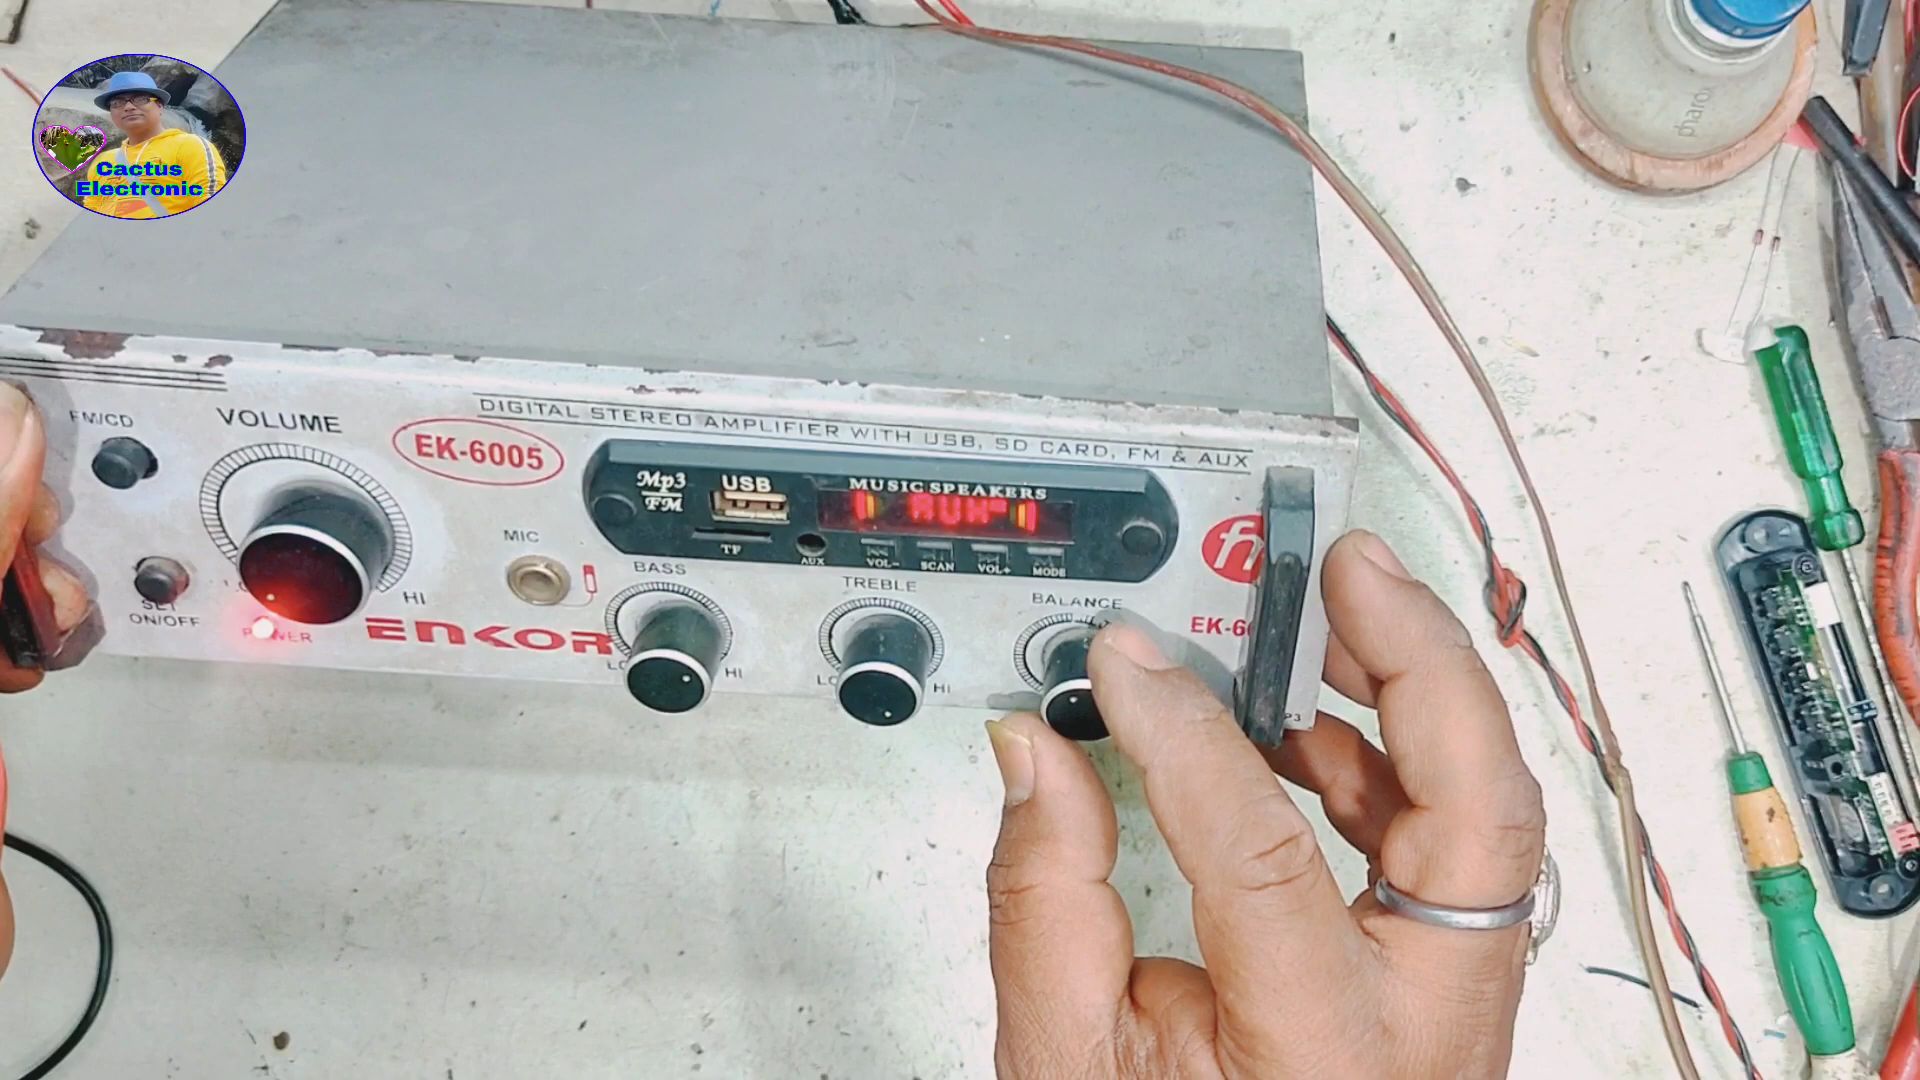 Cactus
Electronic
pharo
FM/CD
VOLUME
DIGITAL STEREO AMPLIFIER WITH USB, SD CARD, FM & AUX
EK-6005
Mp3
FM
USB
MUSIC SPEAKERS
AUX
TF
AUX
VOL-
SCAN
VOL+
MODE
MIC
BASS
TREBLE
BALANCE
HI
ON/OFF
POWER
ENKOR
HI
HI